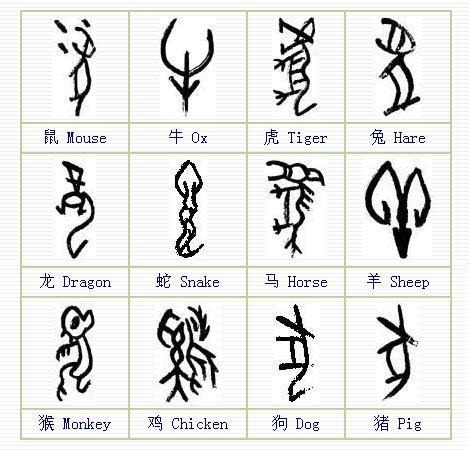 鼠 Mouse
牛 Ox
虎 Tiger
兔 Hare
龙 Dragon
蛇 Snake
马 Horse
羊 Sheep
猴 Monkey
鸡 Chicken
狗 Dog
猪 Pig